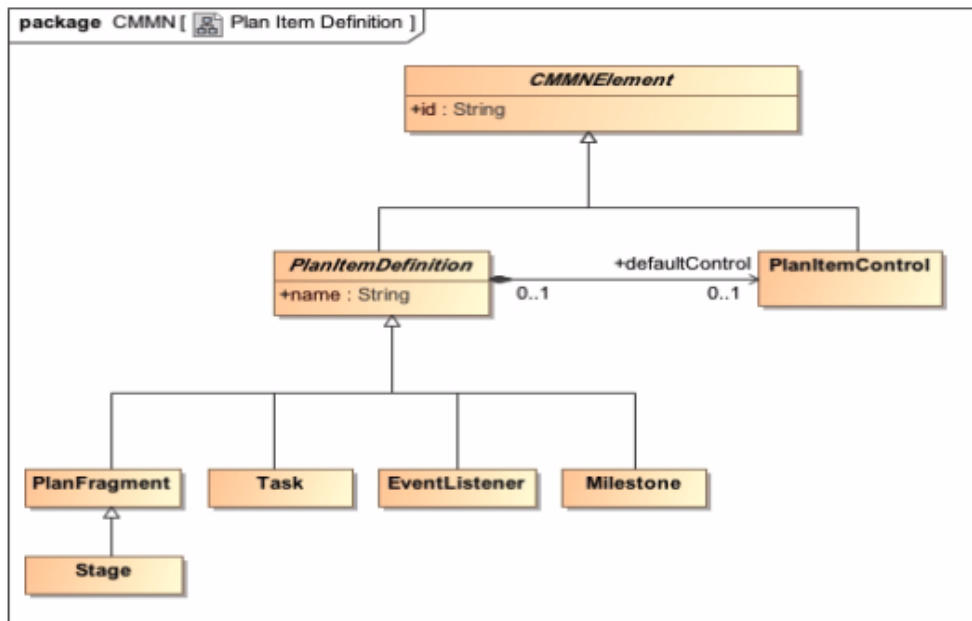 package CMMN [ Plan Item Definition ]
CMMNElement
+id : String
PlanItemDefinition
+name : String
+defaultControl
0..1
0..1
PlanItemControl
PlanFragment
Task
EventListener
Milestone
Stage